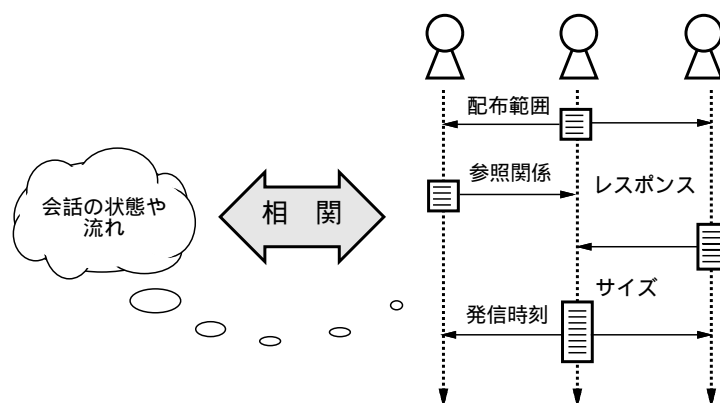 会話の状態や
流れ
相 関
配布範囲
参照関係
レスポンス
サイズ
発信時刻